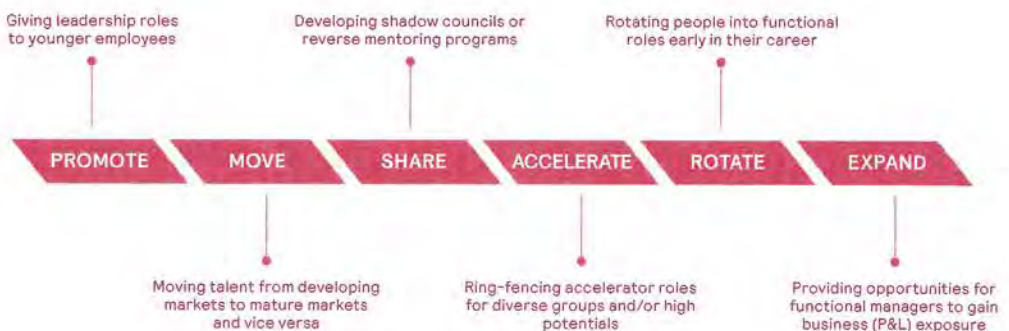 Giving leadership roles
to younger employees
Developing shadow councils or
reverse mentoring programs
Rotating people into functional
roles early in their career
PROMOTE
MOVE
SHARE
ACCELERATE
ROTATE
EXPAND
Moving talent from developing
markets to mature markets
and vice versa
Ring-fencing accelerator roles
for diverse groups and/or high
potentials
Providing opportunities for
functional managers to gain
business (P&L) exposure